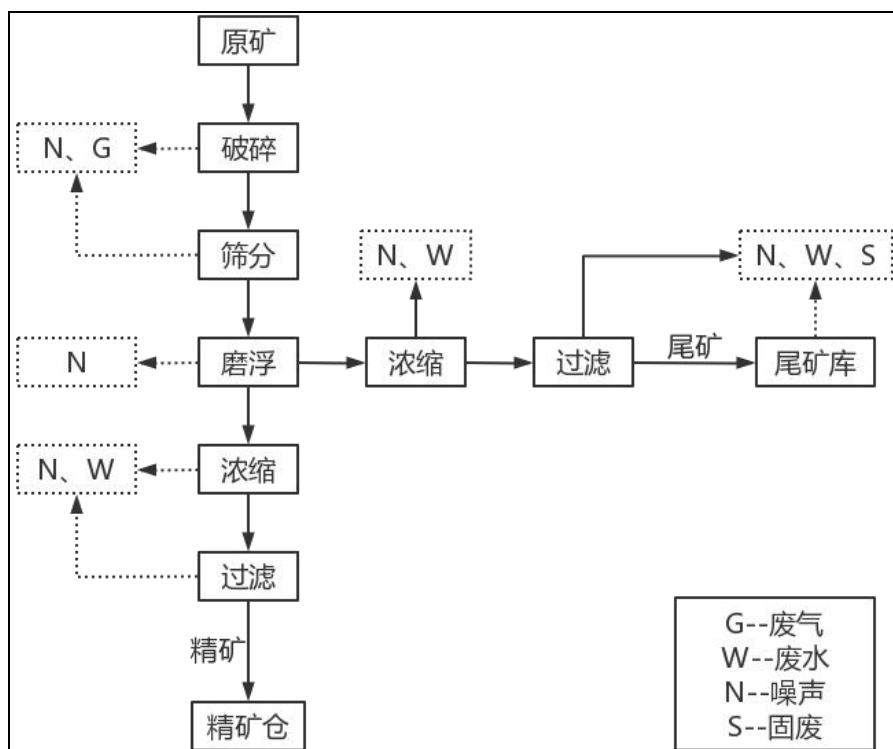 原矿
N、G
破碎
筛分
N、W
N、W、S
N
磨浮
浓缩
过滤
尾矿
尾矿库
N、W
浓缩
过滤
精矿
精矿仓
G--废气
W--废水
N--噪声
S--固废